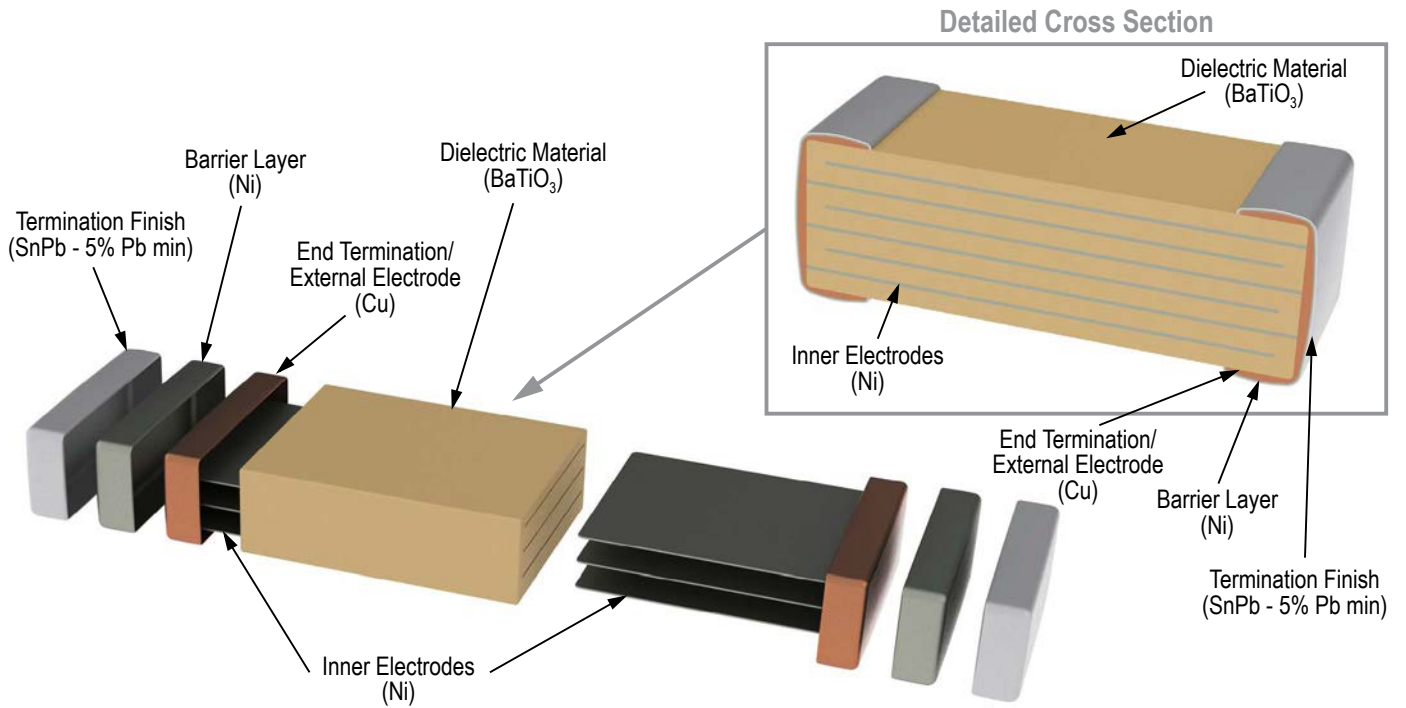 Detailed Cross Section
Dielectric Material
(BaTiO₃)
Dielectric Material
(BaTiO₃)
Barrier Layer
(Ni)
Termination Finish
(SnPb - 5% Pb min)
End Termination/
External Electrode
(Cu)
Inner Electrodes
(Ni)
End Termination/
External Electrode
(Cu)
Barrier Layer
(Ni)
Termination Finish
(SnPb - 5% Pb min)
Inner Electrodes
(Ni)